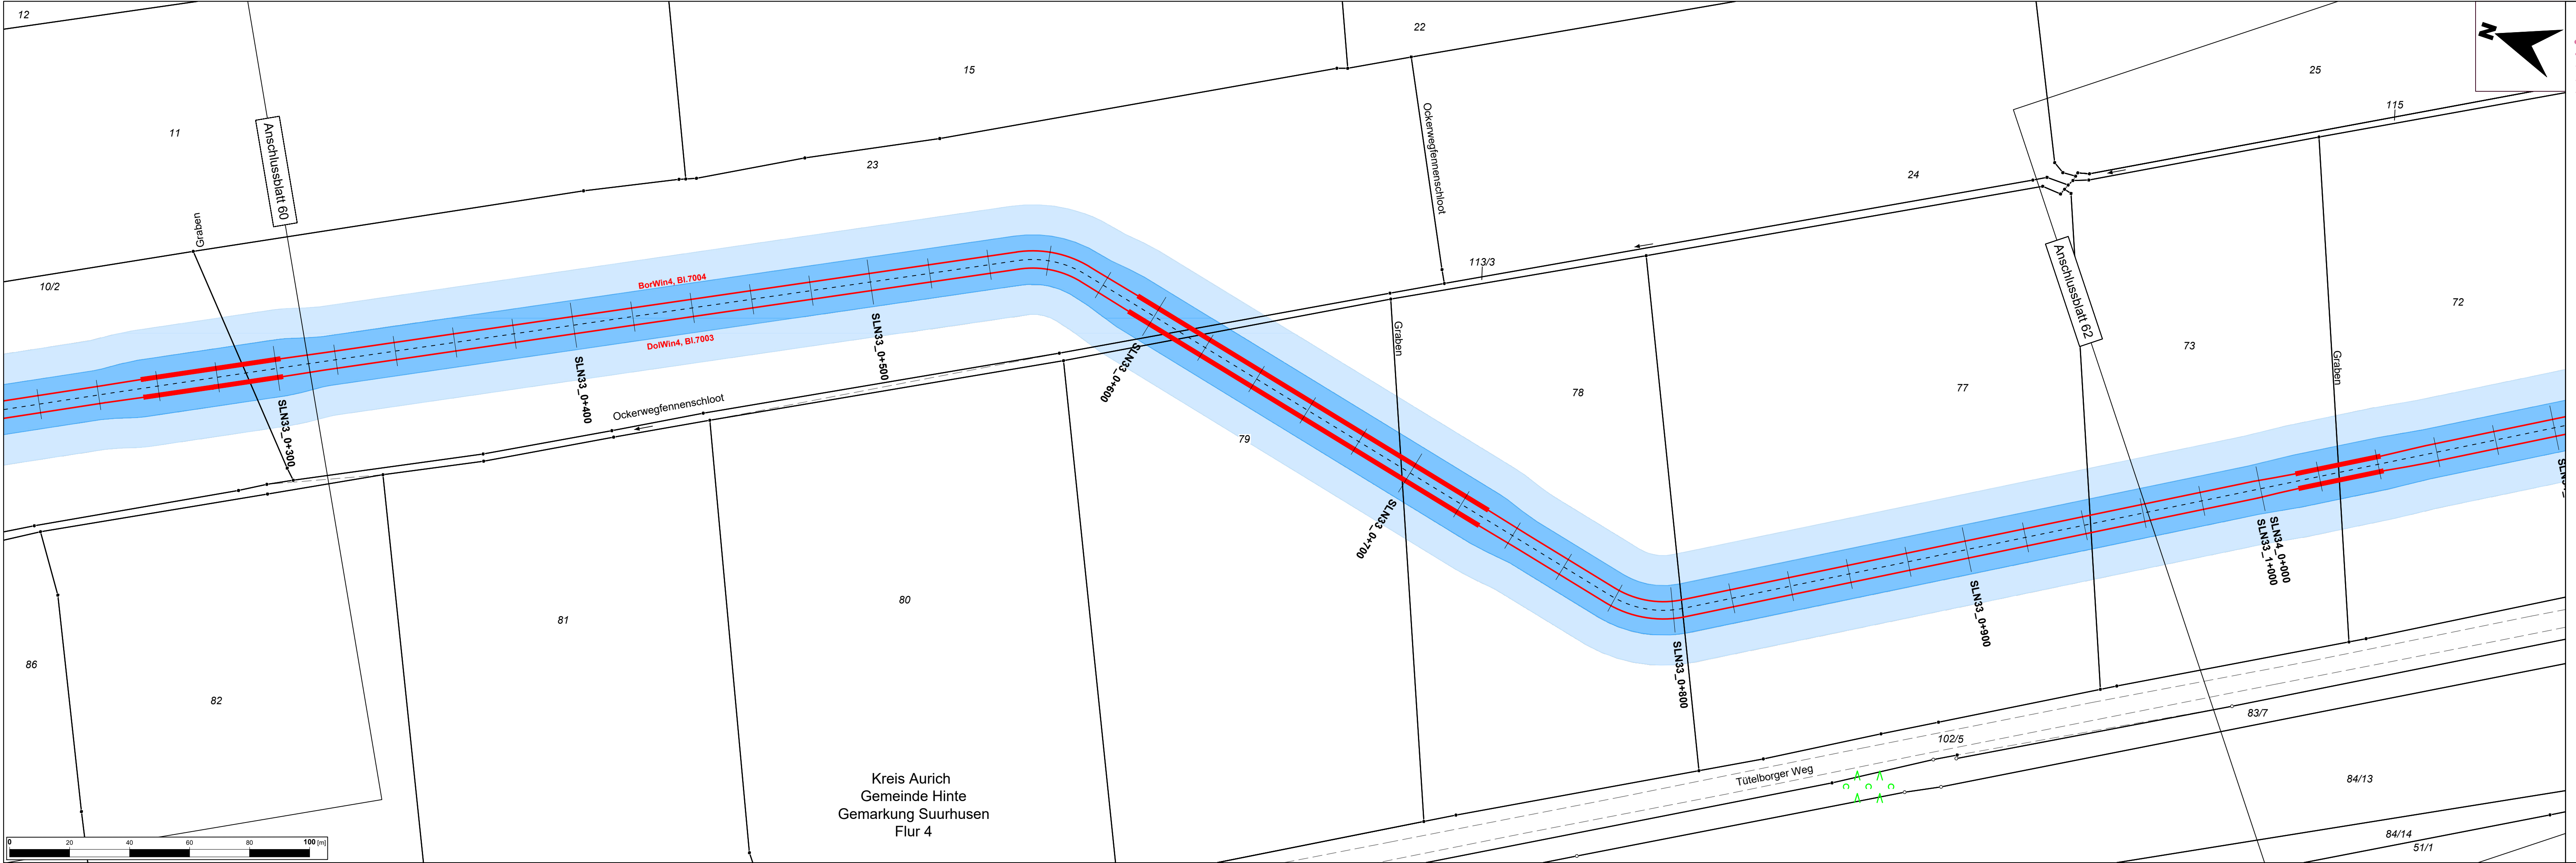 12
22
N
15
25
11
Anschlussblatt 60
Ockerwegfennenschloot
115
23
24
Graben
113/3
10/2
BorWin4, Bl.7004
Anschlussblatt 62
72
DolWin4, Bl.7003
SLN33_0+500
Graben
73
SLN33_0+600
Graben
SLN33_0+400
78
77
Ockerwegfennenschloot
SLN33_0+300
79
SLN33_0+700
SLN34_0+000
SLN33_1+000
80
SLN33_0+900
81
86
SLN33_0+800
82
83/7
102/5
Tütelborger Weg
Kreis Aurich
Gemeinde Hinte
Gemarkung Suurhusen
Flur 4
84/13
84/14
51/1
0 20 40 60 80 100 [m]